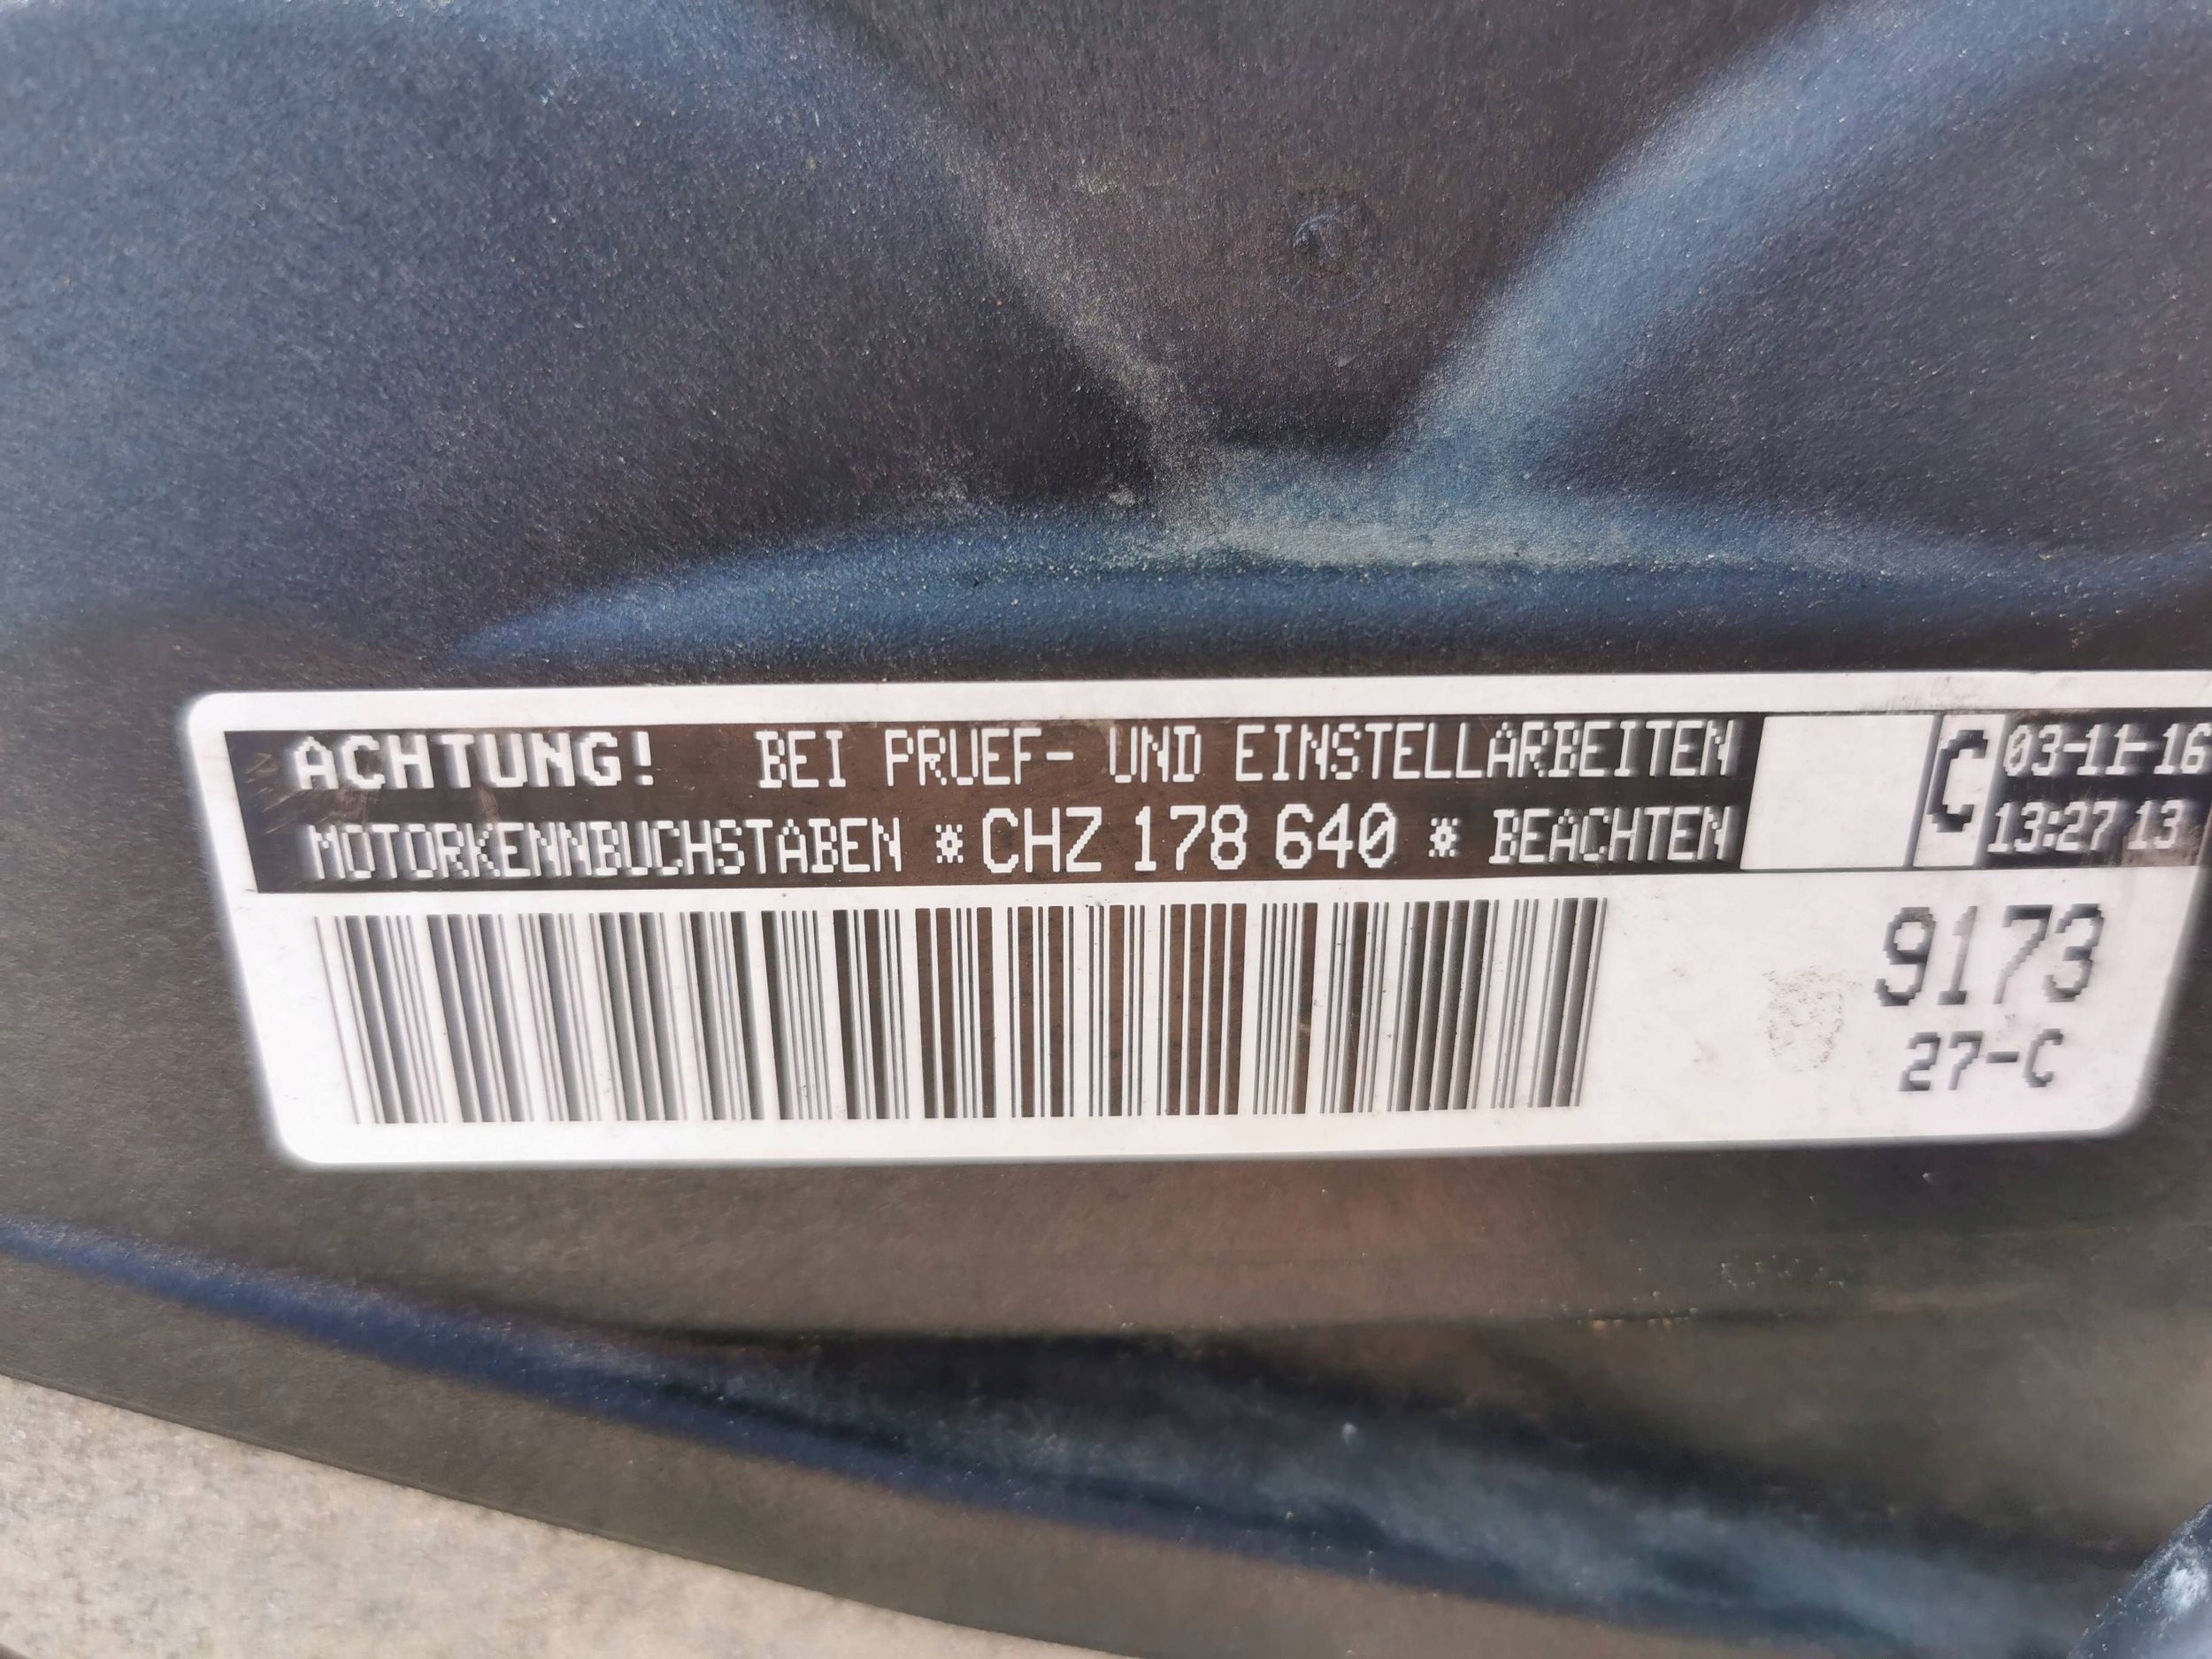 ACHTUNG! BEI PRUEF- UND EINSTELLARBEITEN
MOTORKENNBUCHSTABEN *CHZ 178 640 * BEACHTEN
C
03-11-16
13:27 13
9173
27-C